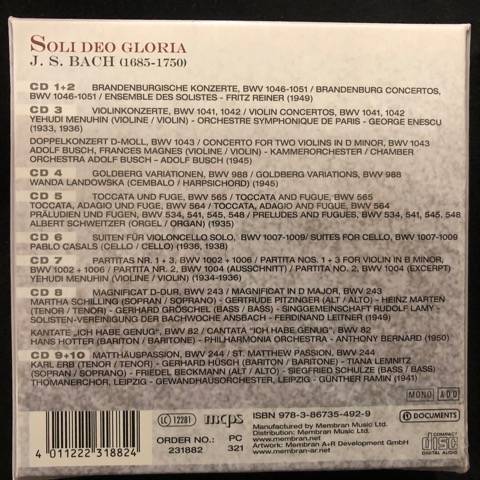 SOLI DEO GLORIA
J. S. BACH (1685-1750)
CD 1+2 BRANDENBURGISCHE KONZERTE, BWV 1046-1051 / BRANDENBURG CONCERTOS,
BWV 1046-1051 / ENSEMBLE DES SOLISTES - FRITZ REINER (1949)
CD 3 VIOLINKONZERTE, BWV 1041, 1042 / VIOLIN CONCERTOS, BWV 1041, 1042
YEHUDI MENUHIN (VIOLINE / VIOLIN) - ORCHESTRE SYMPHONIQUE DE PARIS - GEORGE ENESCU
(1933, 1936)
DOPPELKONZERT D-MOLL, BWV 1043 / CONCERTO FOR TWO VIOLINS IN D MINOR, BWV 1043
ADOLF BUSCH, FRANCES MAGNES (VIOLINE / VIOLIN) - KAMMERORCHESTER / CHAMBER
ORCHESTRA ADOLF BUSCH - ADOLF BUSCH (1945)
CD 4 GOLDBERG VARIATIONEN, BWV 988 / GOLDBERG VARIATIONS, BWV 988
WANDA LANDOWSKA (CEMBALO / HARPSICHORD) (1945)
CD 5 TOCCATA UND FUGE, BWV 565 / TOCCATA AND FUGUE, BWV 565
TOCCATA, ADAGIO UND FUGE, BWV 564 / TOCCATA, ADAGIO AND FUGUE, BWV 564
PRÄLUDIEN UND FUGEN, BWV 534, 541, 545, 548 / PRELUDES AND FUGUES, BWV 534, 541, 545, 548
ALBERT SCHWEITZER (ORGEL / ORGAN) (1935)
CD 6 SUITEN FÜR VIOLONCELLO SOLO, BWV 1007-1009/ SUITES FOR CELLO, BWV 1007-1009
PABLO CASALS (CELLO / CELLO) (1936, 1938)
CD 7 PARTITAS NR. 1 + 3, BWV 1002 + 1006 / PARTITA NOS. 1 + 3 FOR VIOLIN IN B MINOR,
BWV 1002 + 1006 / PARTITA NR. 2, BWV 1004 (AUSSCHNITT) / PARTITA NO. 2, BWV 1004 (EXCERPT)
YEHUDI MENUHIN (VIOLINE / VIOLIN) (1934-1936)
CD 8 MAGNIFICAT D-DUR, BWV 243 / MAGNIFICAT IN D MAJOR, BWV 243
MARTHA SCHILLING (SOPRAN / SOPRANO) - GERTRUDE PITZINGER (ALT / ALTO) - HEINZ MARTEN
(TENOR / TENOR) - GERHARD GRÖSCHEL (BASS / BASS) - SINGGEMEINSCHAFT RUDOLF LAMY -
SOLISTEN-VEREINIGUNG DER BACHWOCHE ANSBACH - FERDINAND LEITNER (1949)
KANTATE „ICH HABE GENUG", BWV 82 / CANTATA "ICH HABE GENUG", BWV 82
HANS HOTTER (BARITON / BARITONE) - PHILHARMONIA ORCHESTRA - ANTHONY BERNARD (1950)
CD 9+10 MATTHÄUSPASSION, BWV 244 / ST. MATTHEW PASSION, BWV 244
KARL ERB (TENOR / TENOR) - GERHARD HÜSCH (BARITON / BARITONE) - TIANA LEMNITZ
(SOPRAN / SOPRANO) - FRIEDEL BECKMANN (ALT / ALTO) - SIEGFRIED SCHULZE (BASS / BASS)
THOMANERCHOR, LEIPZIG - GEWANDHAUSORCHESTER, LEIPZIG - GÜNTHER RAMIN (1941)
MONO ADD
LC 12281 mcps ISBN 978-3-86735-492-9 DOCUMENTS
ORDER NO.: PC
231882 321
Manufactured by Membran Music Ltd.
Distribution: Membran Music Ltd.
www.membran.net
Artwork: Membran A+R Development GmbH
www.membran-ar.net
COMPACT disc DIGITAL AUDIO
4 011222 318824